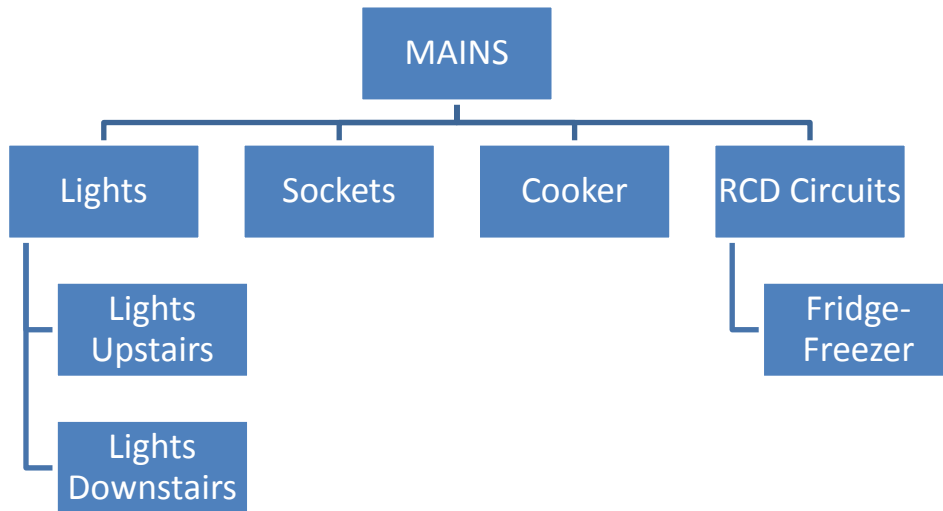 MAINS
Lights
Sockets
Cooker
RCD Circuits
Lights
Upstairs
Fridge-
Freezer
Lights
Downstairs